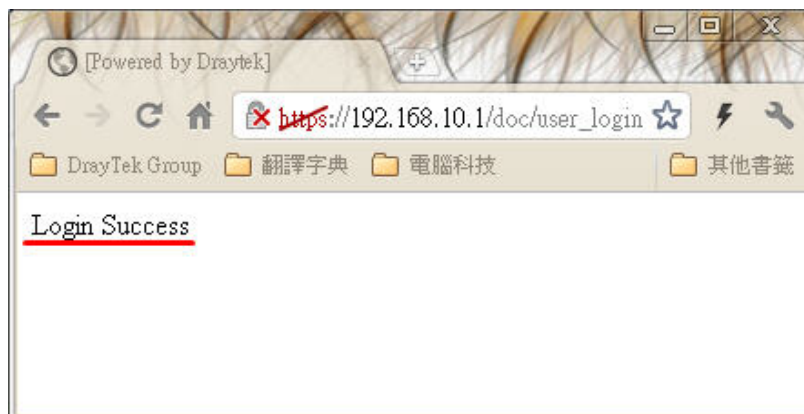 [Powered by Draytek]
https://192.168.10.1/doc/user_login
DrayTek Group 翻譯字典 電腦科技 其他書籤
Login Success